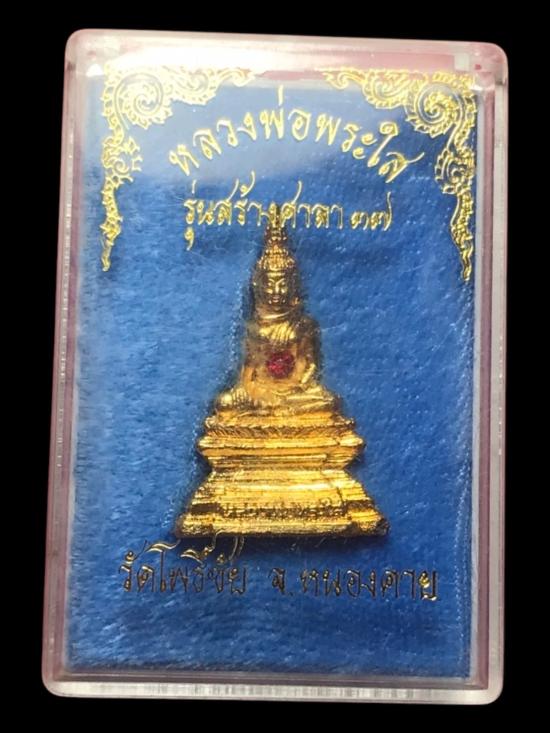 หลวงพ่อพระใส
รุ่นสร้างศาลา ๓๗
วัดโพธิ์ชัย จ.หนองคาย